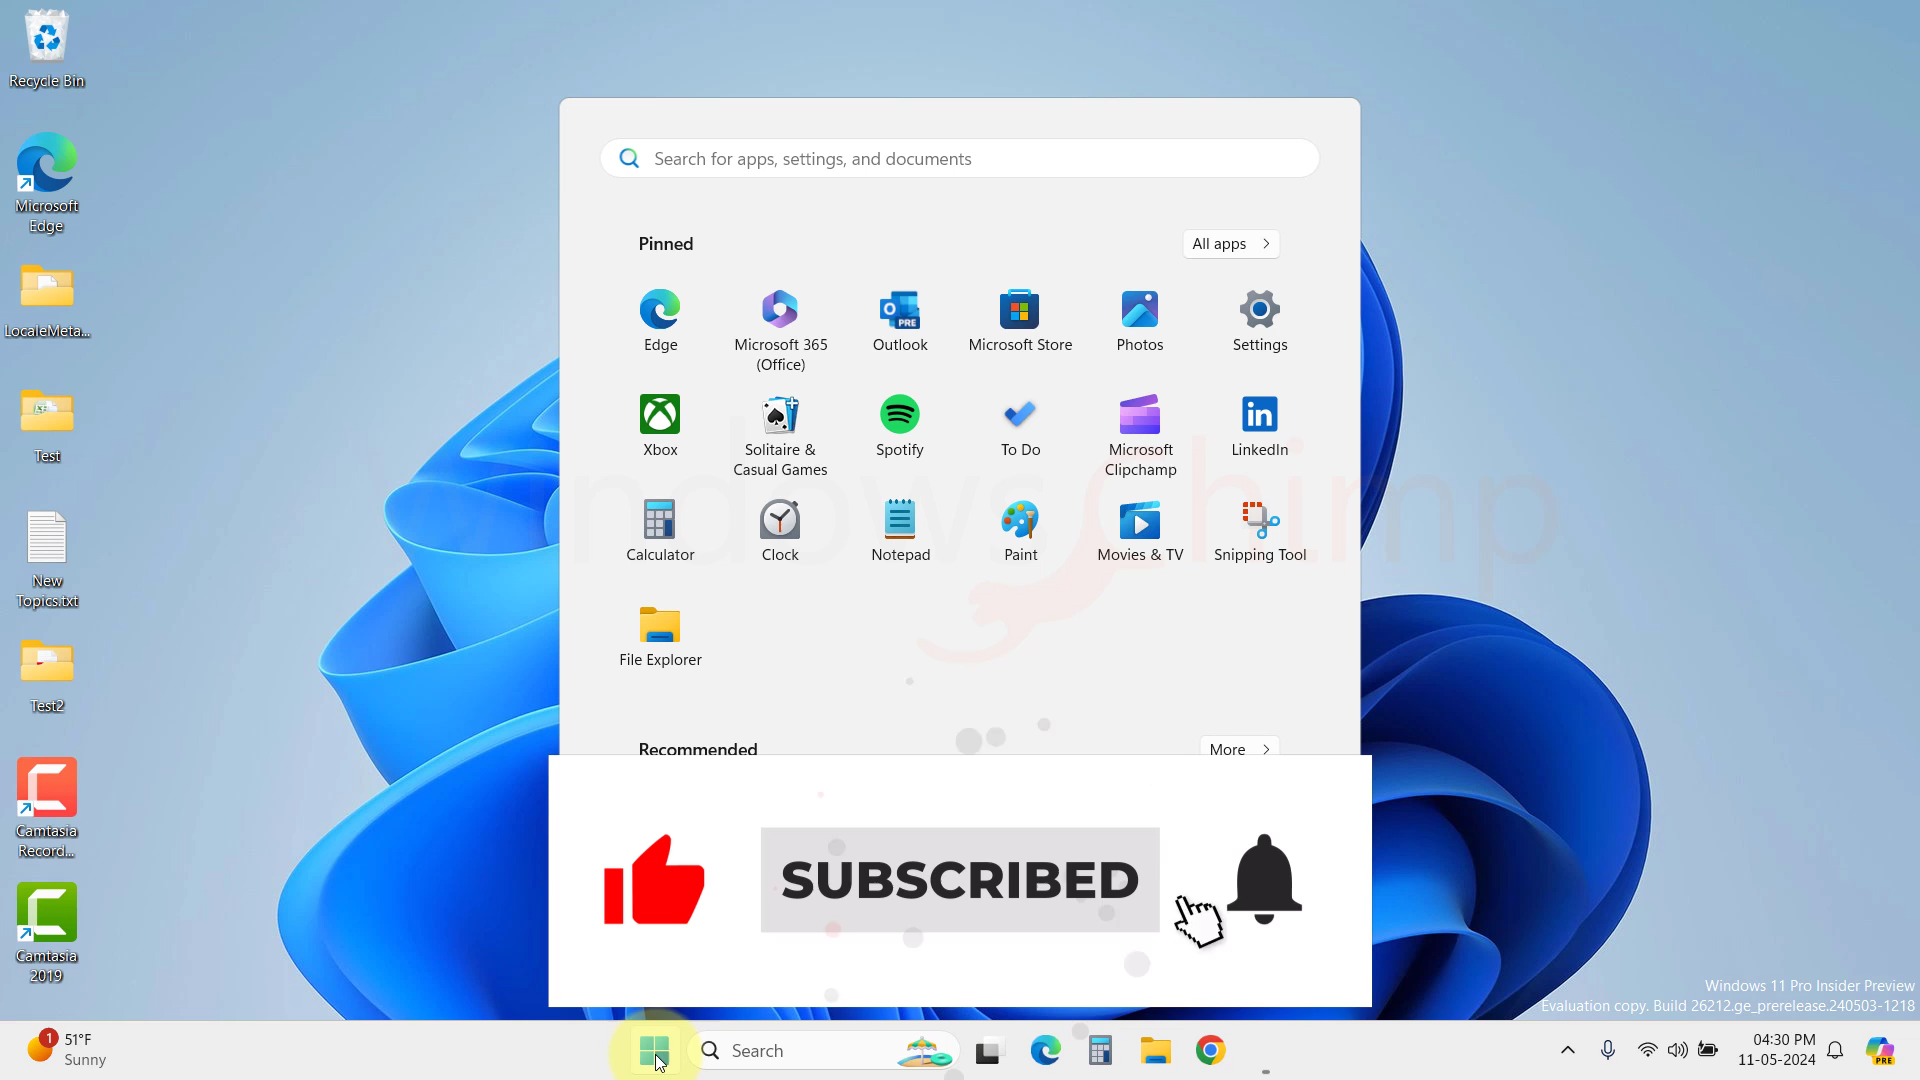 Recycle Bin
Microsoft
Edge
LocaleMeta...
Test
New
Topics.txt
Test2
Camtasia
Record...
Camtasia
2019
Search for apps, settings, and documents
Pinned
All apps
Edge
Microsoft 365
(Office)
Outlook
Microsoft Store
Photos
Settings
Xbox
Solitaire &
Casual Games
Spotify
To Do
Microsoft
Clipchamp
LinkedIn
Calculator
Clock
Notepad
Paint
Movies & TV
Snipping Tool
File Explorer
Recommended
More
SUBSCRIBED
Windows 11 Pro Insider Preview
Evaluation copy. Build 26212.ge_prerelease.240503-1218
1
51°F
Sunny
Search
04:30 PM
11-05-2024
PRE